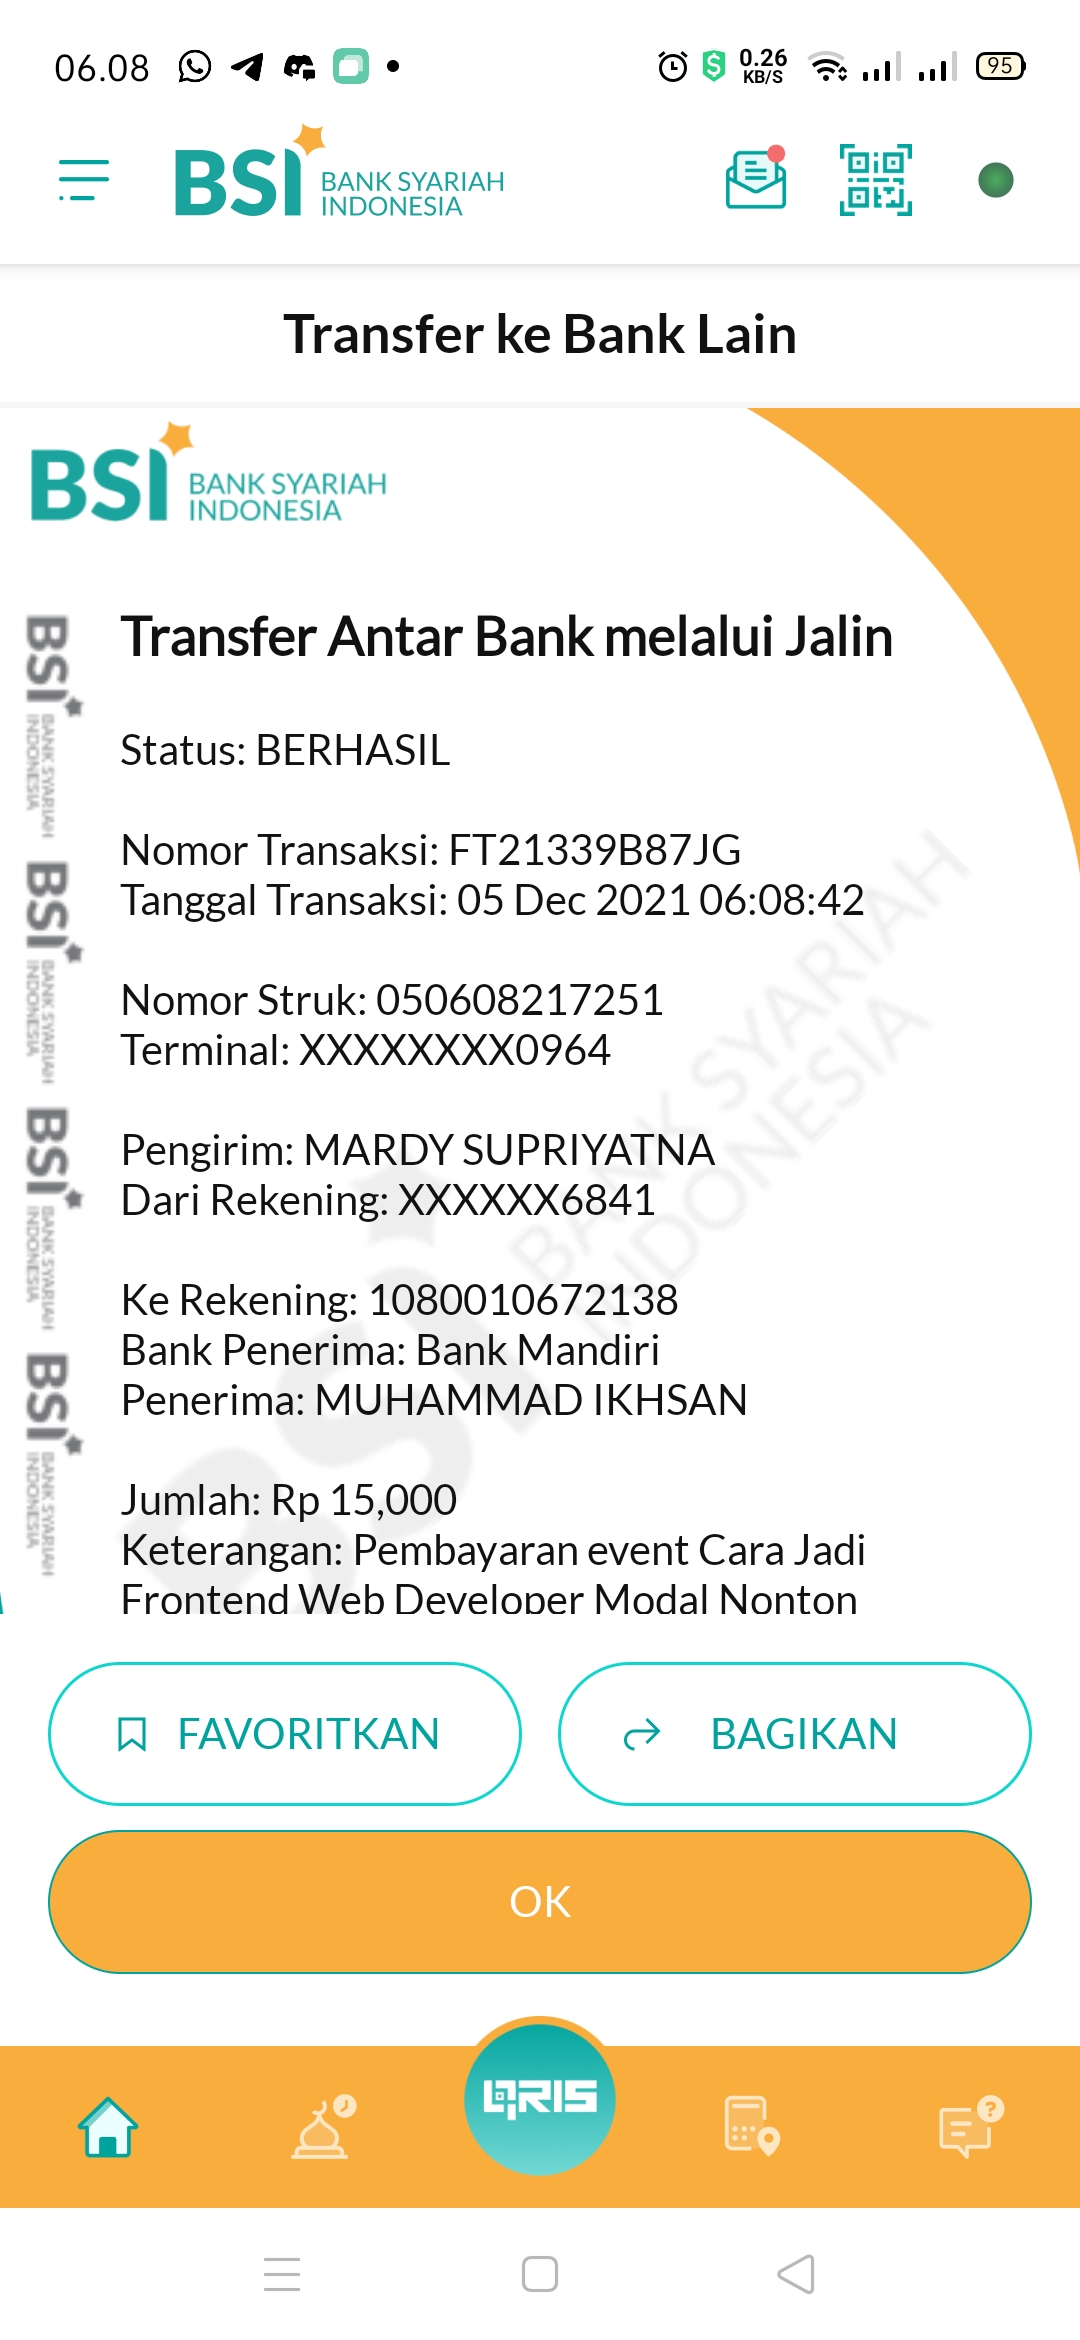 06.08
0.26
KB/S
95
BSI BANK SYARIAH
INDONESIA
Transfer ke Bank Lain
BSI BANK SYARIAH
INDONESIA
Transfer Antar Bank melalui Jalin
Status: BERHASIL
Nomor Transaksi: FT21339B87JG
Tanggal Transaksi: 05 Dec 2021 06:08:42
Nomor Struk: 050608217251
Terminal: XXXXXXXX0964
Pengirim: MARDY SUPRIYATNA
Dari Rekening: XXXXXX6841
Ke Rekening: 1080010672138
Bank Penerima: Bank Mandiri
Penerima: MUHAMMAD IKHSAN
Jumlah: Rp 15,000
Keterangan: Pembayaran event Cara Jadi
Frontend Web Developer Modal Nonton
BSI BANK SYARIAH
INDONESIA
BSI BANK SYARIAH
INDONESIA
BSI BANK SYARIAH
INDONESIA
BSI BANK SYARIAH
INDONESIA
BSI BANK SYARIAH
INDONESIA
FAVORITKAN
BAGIKAN
OK
QRIS